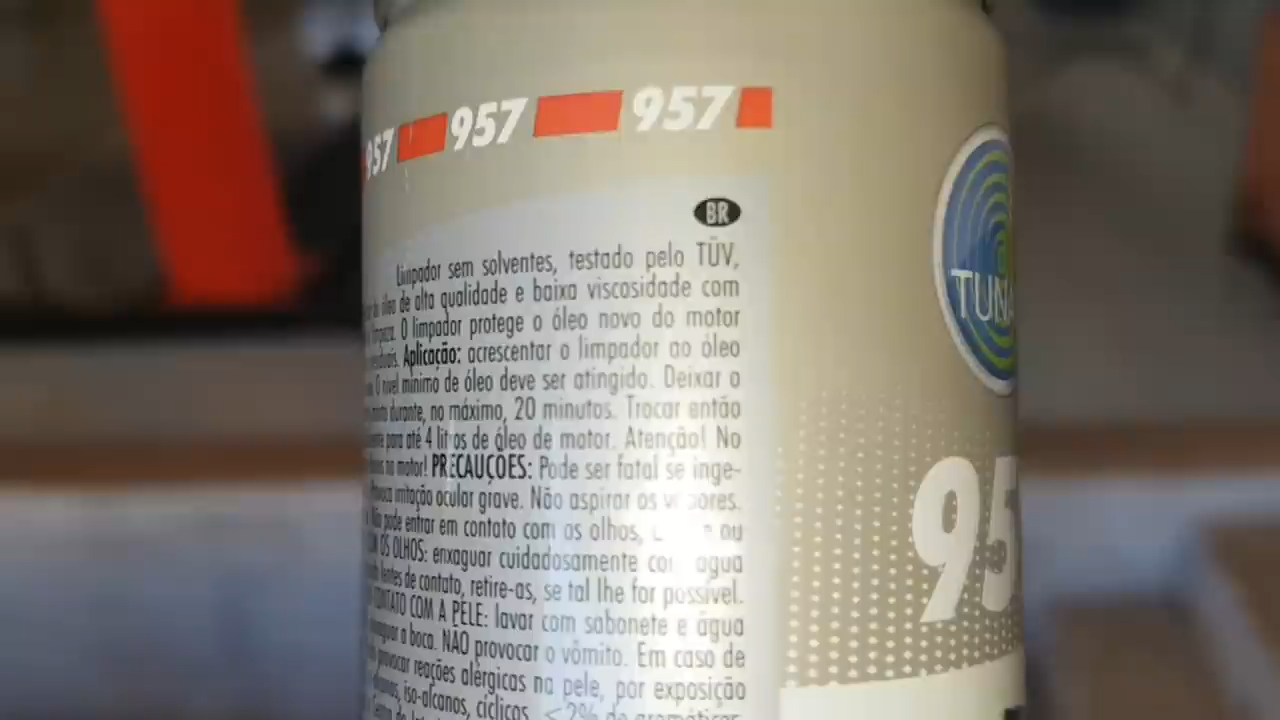 957 957 957
BR
Limpador sem solventes, testado pelo TÜV,
óleo de alta qualidade e baixa viscosidade com
limpeza. O limpador protege o óleo novo do motor
Aplicação: acrescentar o limpador ao óleo
O nível mínimo de óleo deve ser atingido. Deixar o
durante, no máximo, 20 minutos. Trocar então
para até 4 litros de óleo de motor. Atenção! No
no motor! PRECAUÇÕES: Pode ser fatal se inge-
irritação ocular grave. Não aspirar os vapores.
Não pode entrar em contato com os olhos, ou
OS OLHOS: enxaguar cuidadosamente com água
lentes de contato, retire-as, se tal lhe for possível.
COM A PELE: lavar com sabonete e água
a boca. NÃO provocar o vômito. Em caso de
provocar reações alérgicas na pele, por exposição
iso-alcanos, cíclicos, <2% de
TUNA
95